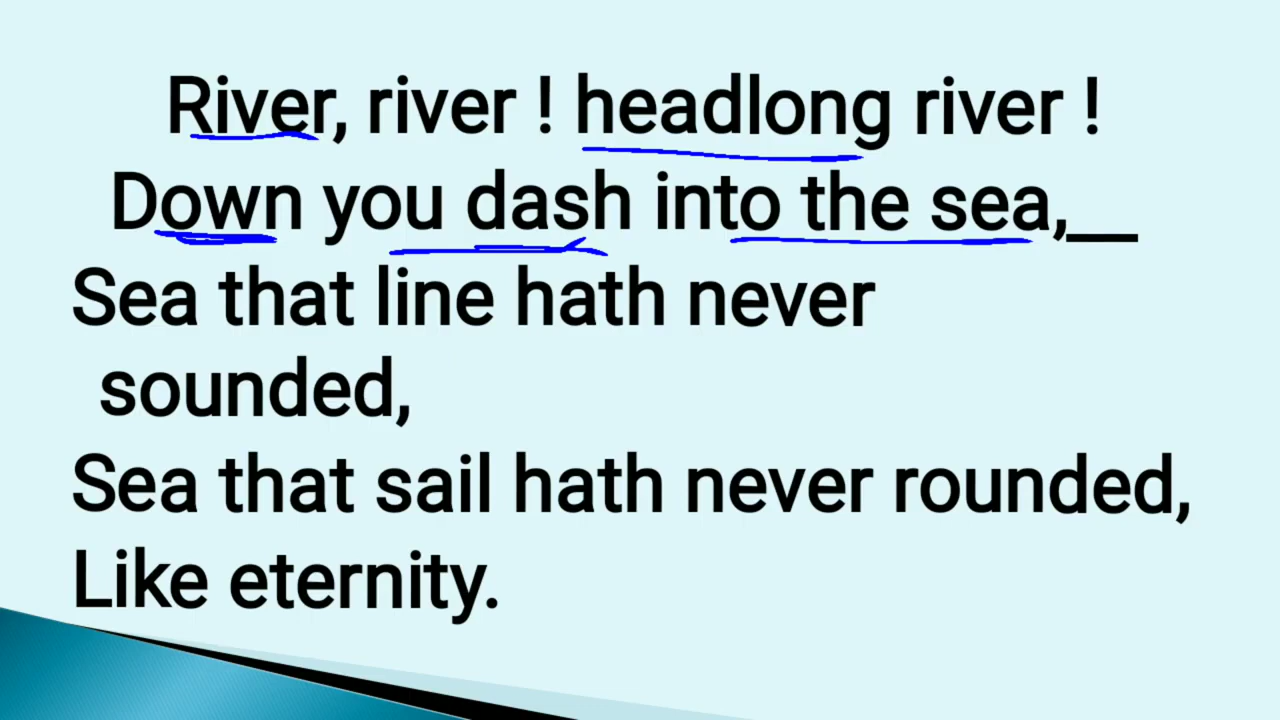 River, river ! headlong river !
Down you dash into the sea,__
Sea that line hath never
sounded,
Sea that sail hath never rounded,
Like eternity.